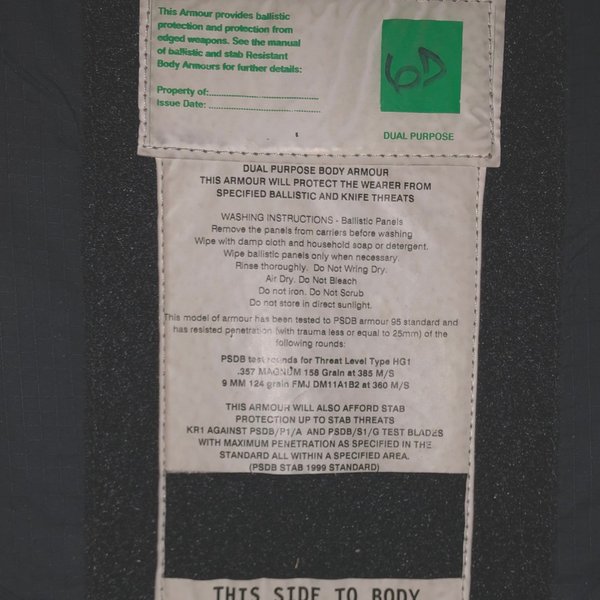 This Armour provides ballistic
protection and protection from
edged weapons. See the manual
of ballistic and stab Resistant
Body Armours for further details:
Property of:
Issue Date:
6D
DUAL PURPOSE
DUAL PURPOSE BODY ARMOUR
THIS ARMOUR WILL PROTECT THE WEARER FROM
SPECIFIED BALLISTIC AND KNIFE THREATS
WASHING INSTRUCTIONS - Ballistic Panels
Remove the panels from carriers before washing
Wipe with damp cloth and household soap or detergent.
Wipe ballistic panels only when necessary.
Rinse thoroughly. Do Not Wring Dry.
Air Dry. Do Not Bleach
Do not iron. Do Not Scrub
Do not store in direct sunlight.
This model of armour has been tested to PSDB armour 95 standard and
has resisted penetration (with trauma less or equal to 25mm) of the
following rounds:
PSDB test rounds for Threat Level Type HG1
.357 MAGNUM 158 Grain at 385 M/S
9 MM 124 grain FMJ DM11A1B2 at 360 M/S
THIS ARMOUR WILL ALSO AFFORD STAB
PROTECTION UP TO STAB THREATS
KR1 AGAINST PSDB/P1/A AND PSDB/S1/G TEST BLADES
WITH MAXIMUM PENETRATION AS SPECIFIED IN THE
STANDARD ALL WITHIN A SPECIFIED AREA.
(PSDB STAB 1999 STANDARD)
THIS SIDE TO BODY